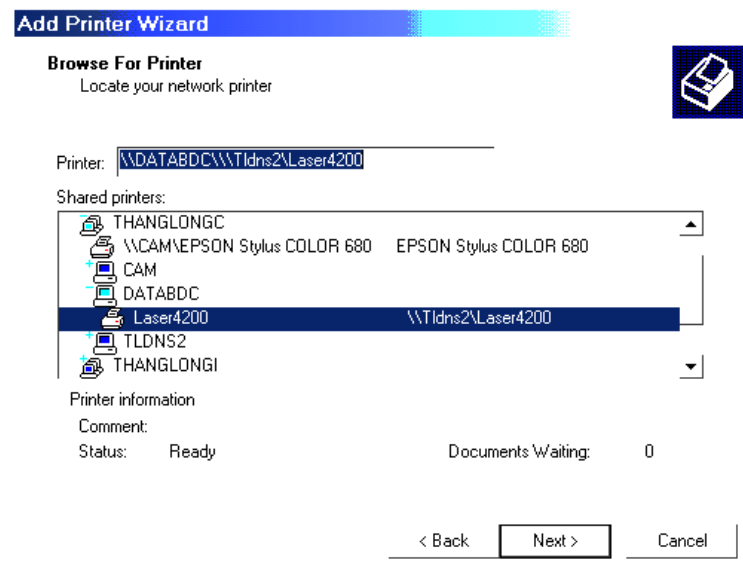 Add Printer Wizard
Browse For Printer
Locate your network printer
Printer: \\DATABDC\\\Tldns2\Laser4200
Shared printers:
THANGLONGC
\\CAM\EPSON Stylus COLOR 680 EPSON Stylus COLOR 680
CAM
DATABDC
Laser4200 \\Tldns2\Laser4200
TLDNS2
THANGLONGI
Printer information
Comment:
Status: Ready Documents Waiting: 0
< Back Next > Cancel